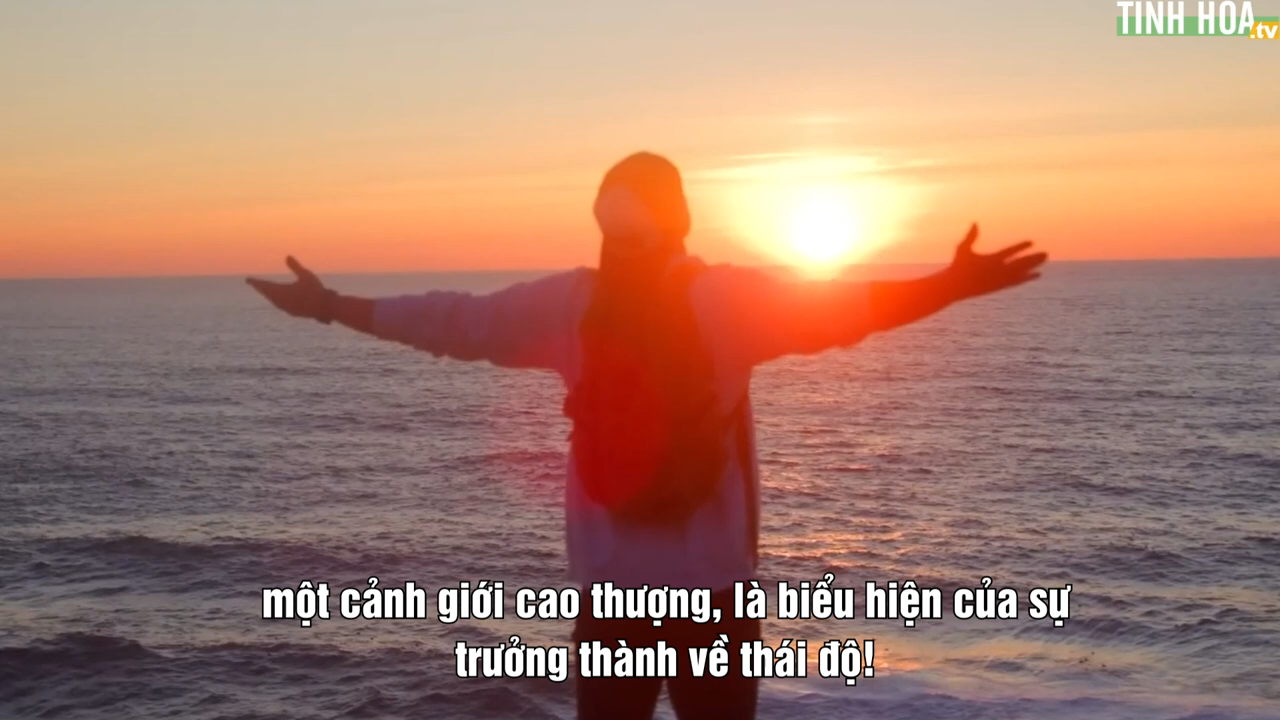 TINH HOA
.tv
một cảnh giới cao thượng, là biểu hiện của sự
trưởng thành về thái độ!